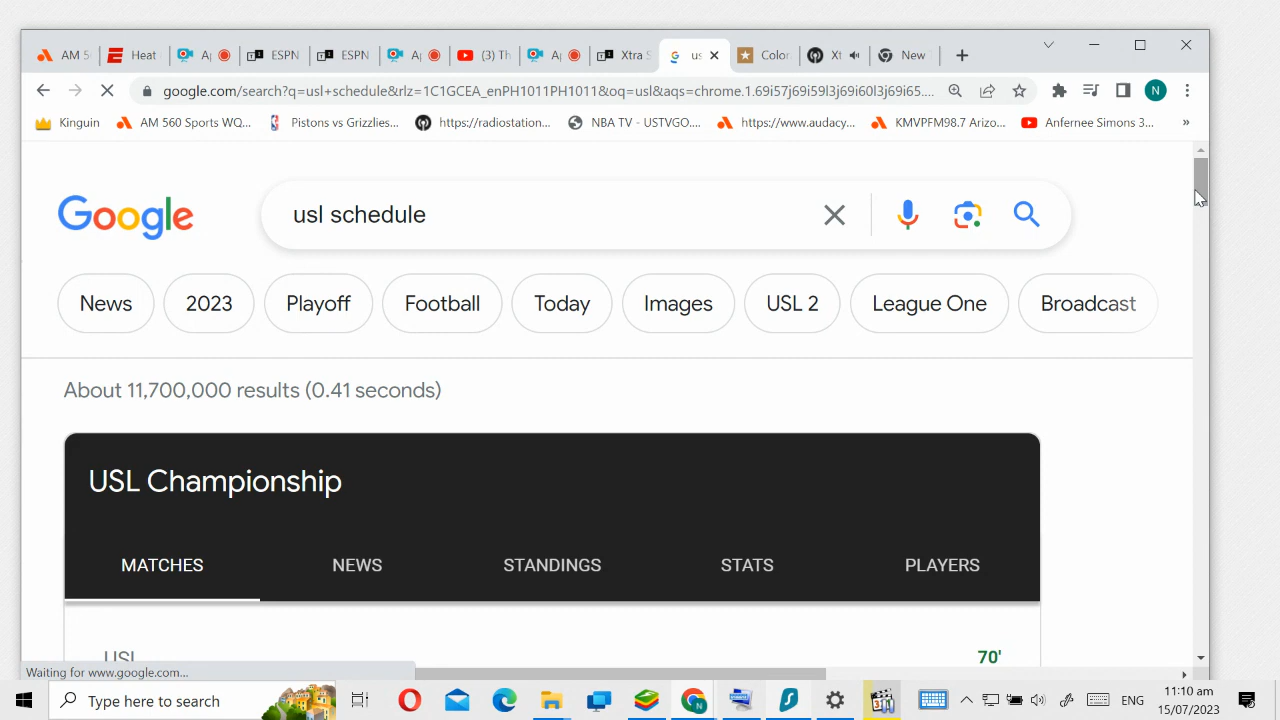 AM 5 Heat Ap ESPN ESPN Ap (3) Th Ap Xtra S us Color Xt New
google.com/search?q=usl+schedule&rlz=1C1GCEA_enPH1011PH1011&oq=usl&aqs=chrome.1.69i57j69i59l3j69i60l3j69i65.... N
Kinguin AM 560 Sports WQ... Pistons vs Grizzlies... https://radiostation... NBA TV - USTVGO.... https://www.audacy... KMVPFM98.7 Arizo... Anfernee Simons 3... »
Google usl schedule
News 2023 Playoff Football Today Images USL 2 League One Broadcast
About 11,700,000 results (0.41 seconds)
USL Championship
MATCHES NEWS STANDINGS STATS PLAYERS
USL 70'
Waiting for www.google.com...
Type here to search ENG 11:10 am
15/07/2023